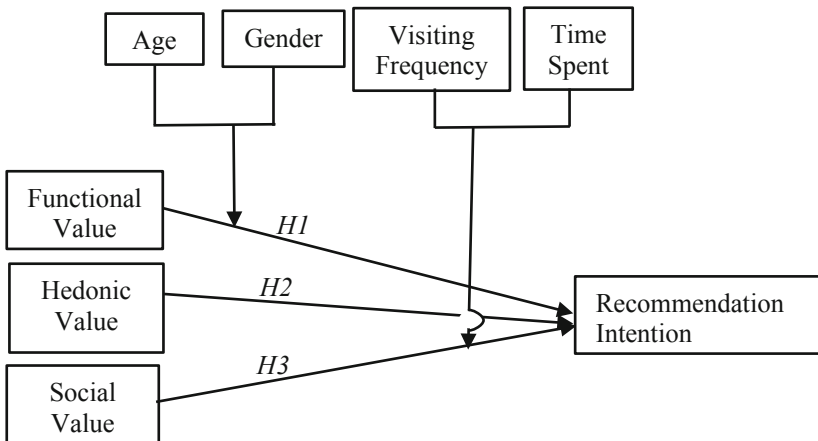 Age
Gender
Visiting
Frequency
Time
Spent
Functional
Value
H1
Hedonic
Value
H2
Recommendation
Intention
Social
Value
H3